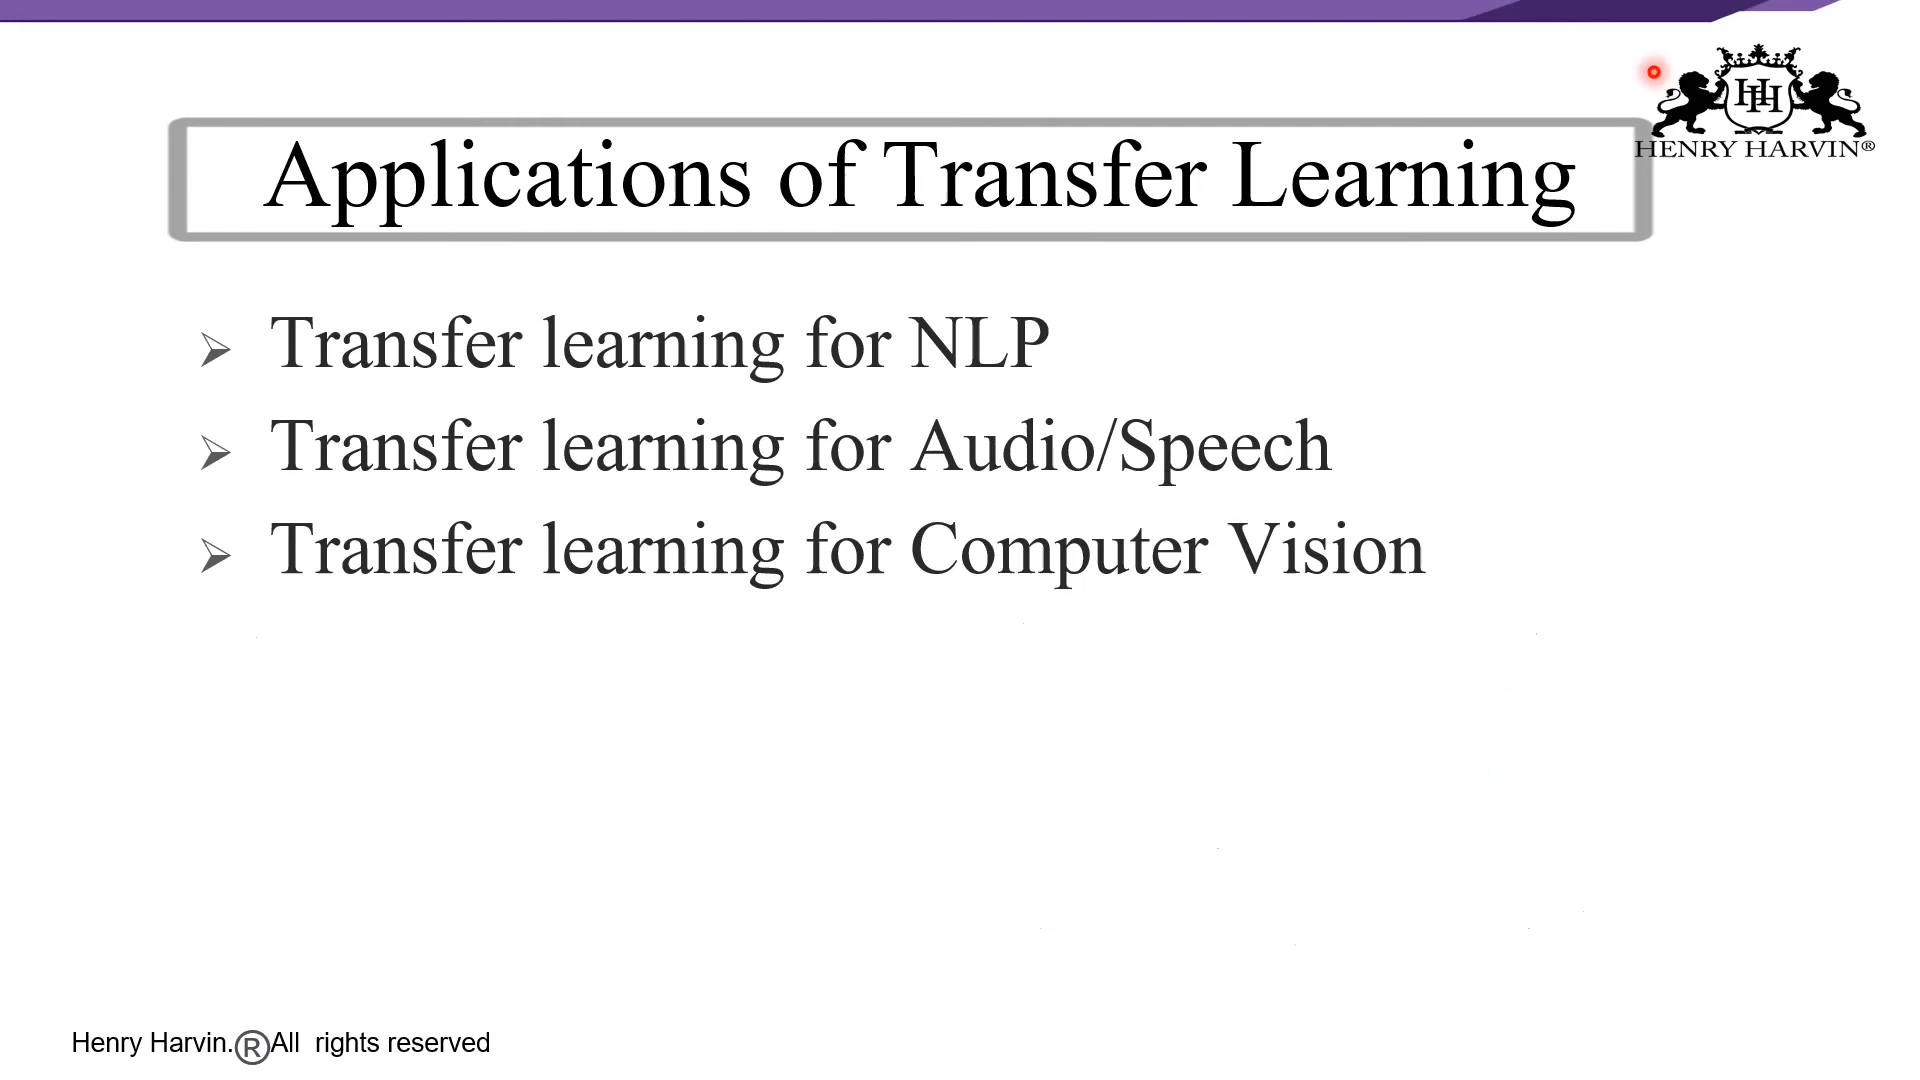 HENRY HARVIN®
Applications of Transfer Learning
Transfer learning for NLP
Transfer learning for Audio/Speech
Transfer learning for Computer Vision
Henry Harvin.®All rights reserved